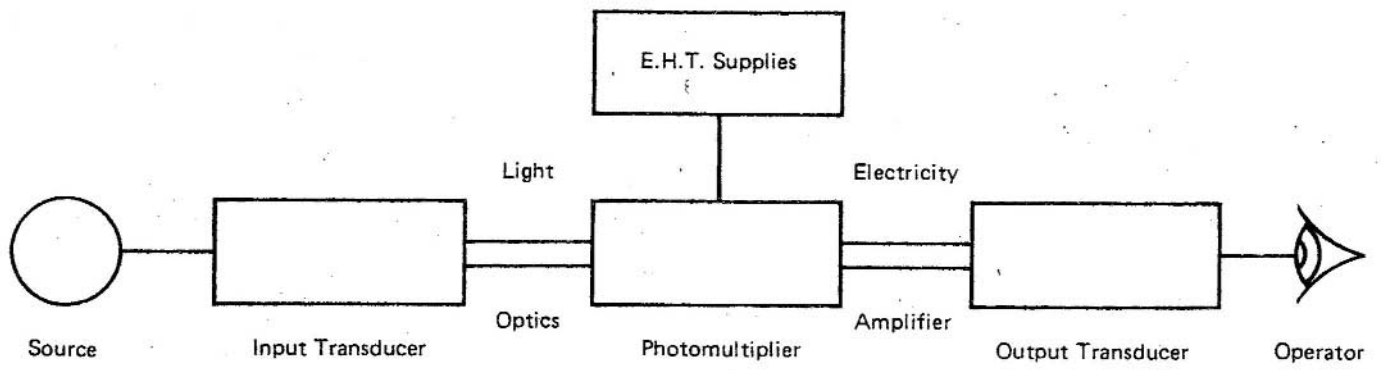 E.H.T. Supplies
Light
Electricity
Optics
Amplifier
Source
Input Transducer
Photomultiplier
Output Transducer
Operator